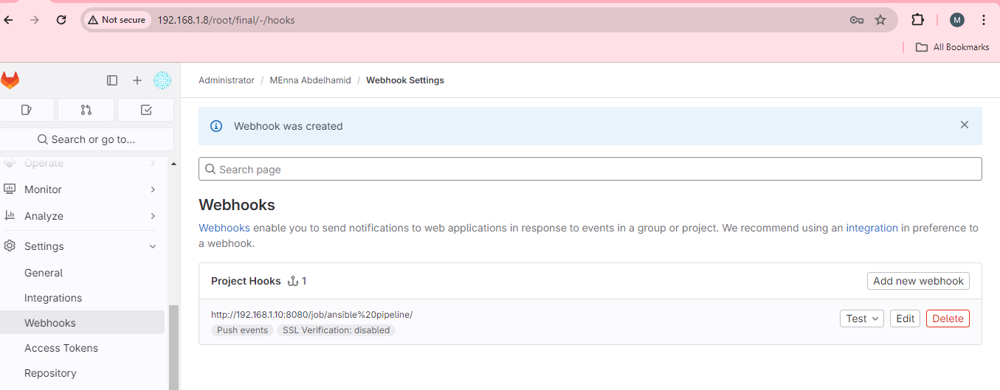 Not secure 192.168.1.8/root/final/-/hooks M
All Bookmarks
Administrator / MEnna Abdelhamid / Webhook Settings
Webhook was created
Search or go to...
Operate
Monitor
Analyze
Settings
General
Integrations
Webhooks
Access Tokens
Repository
Search page
Webhooks
Webhooks enable you to send notifications to web applications in response to events in a group or project. We recommend using an integration in preference to
a webhook.
Project Hooks 1 Add new webhook
http://192.168.1.10:8080/job/ansible%20pipeline/
Push events SSL Verification: disabled
Test Edit Delete